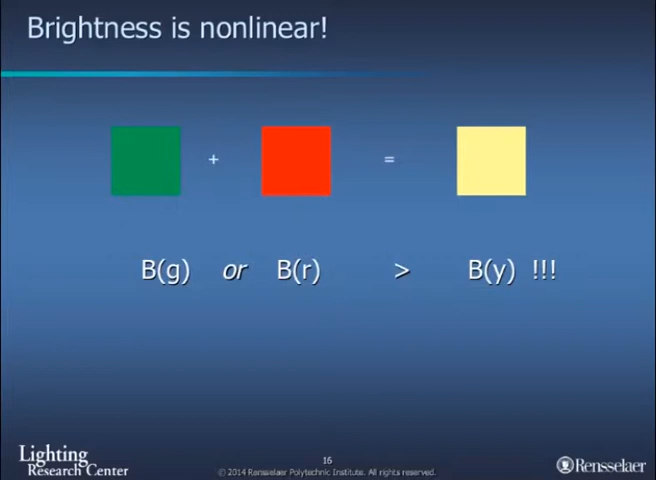 Brightness is nonlinear!
+ =
B(g) or B(r) > B(y) !!!
Lighting
Research Center
16
© 2014 Rensselaer Polytechnic Institute. All rights reserved.
Rensselaer